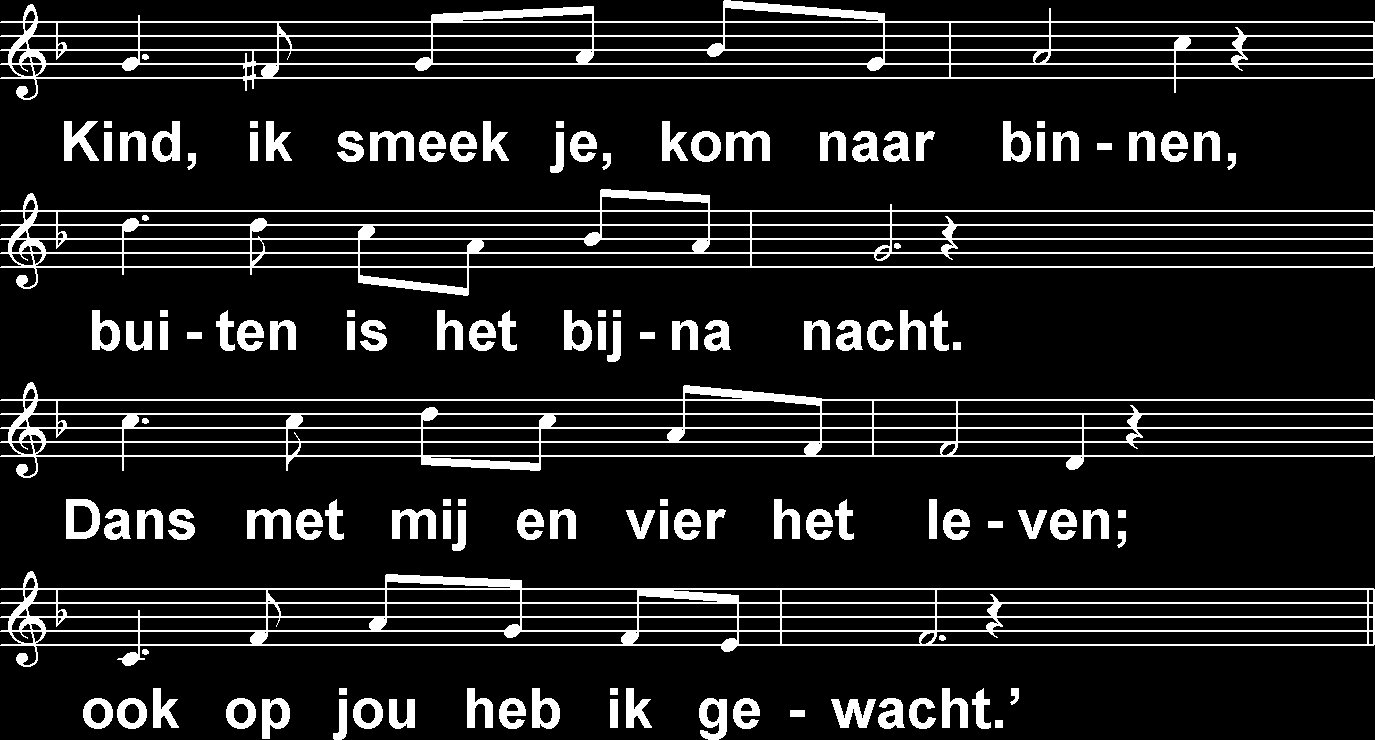 Kind, ik smeek je, kom naar bin - nen,
bui - ten is het bij - na nacht.
Dans met mij en vier het le - ven;
ook op jou heb ik ge - wacht.’